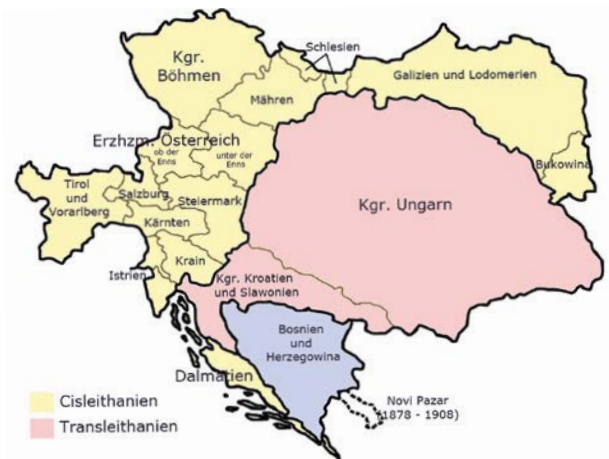 Kgr.
Böhmen
Schlesien
Galizien und Lodomerien
Mähren
Erzhzm. Österreich
ob der
Enns
unter der
Enns
Bukowina
Tirol
und
Vorarlberg
Salzburg
Steiermark
Kärnten
Kgr. Ungarn
Krain
Istrien
Kgr. Kroatien
und Slawonien
Bosnien
und
Herzegowina
Dalmatien
Novi Pazar
(1878 - 1908)
Cisleithanien
Transleithanien